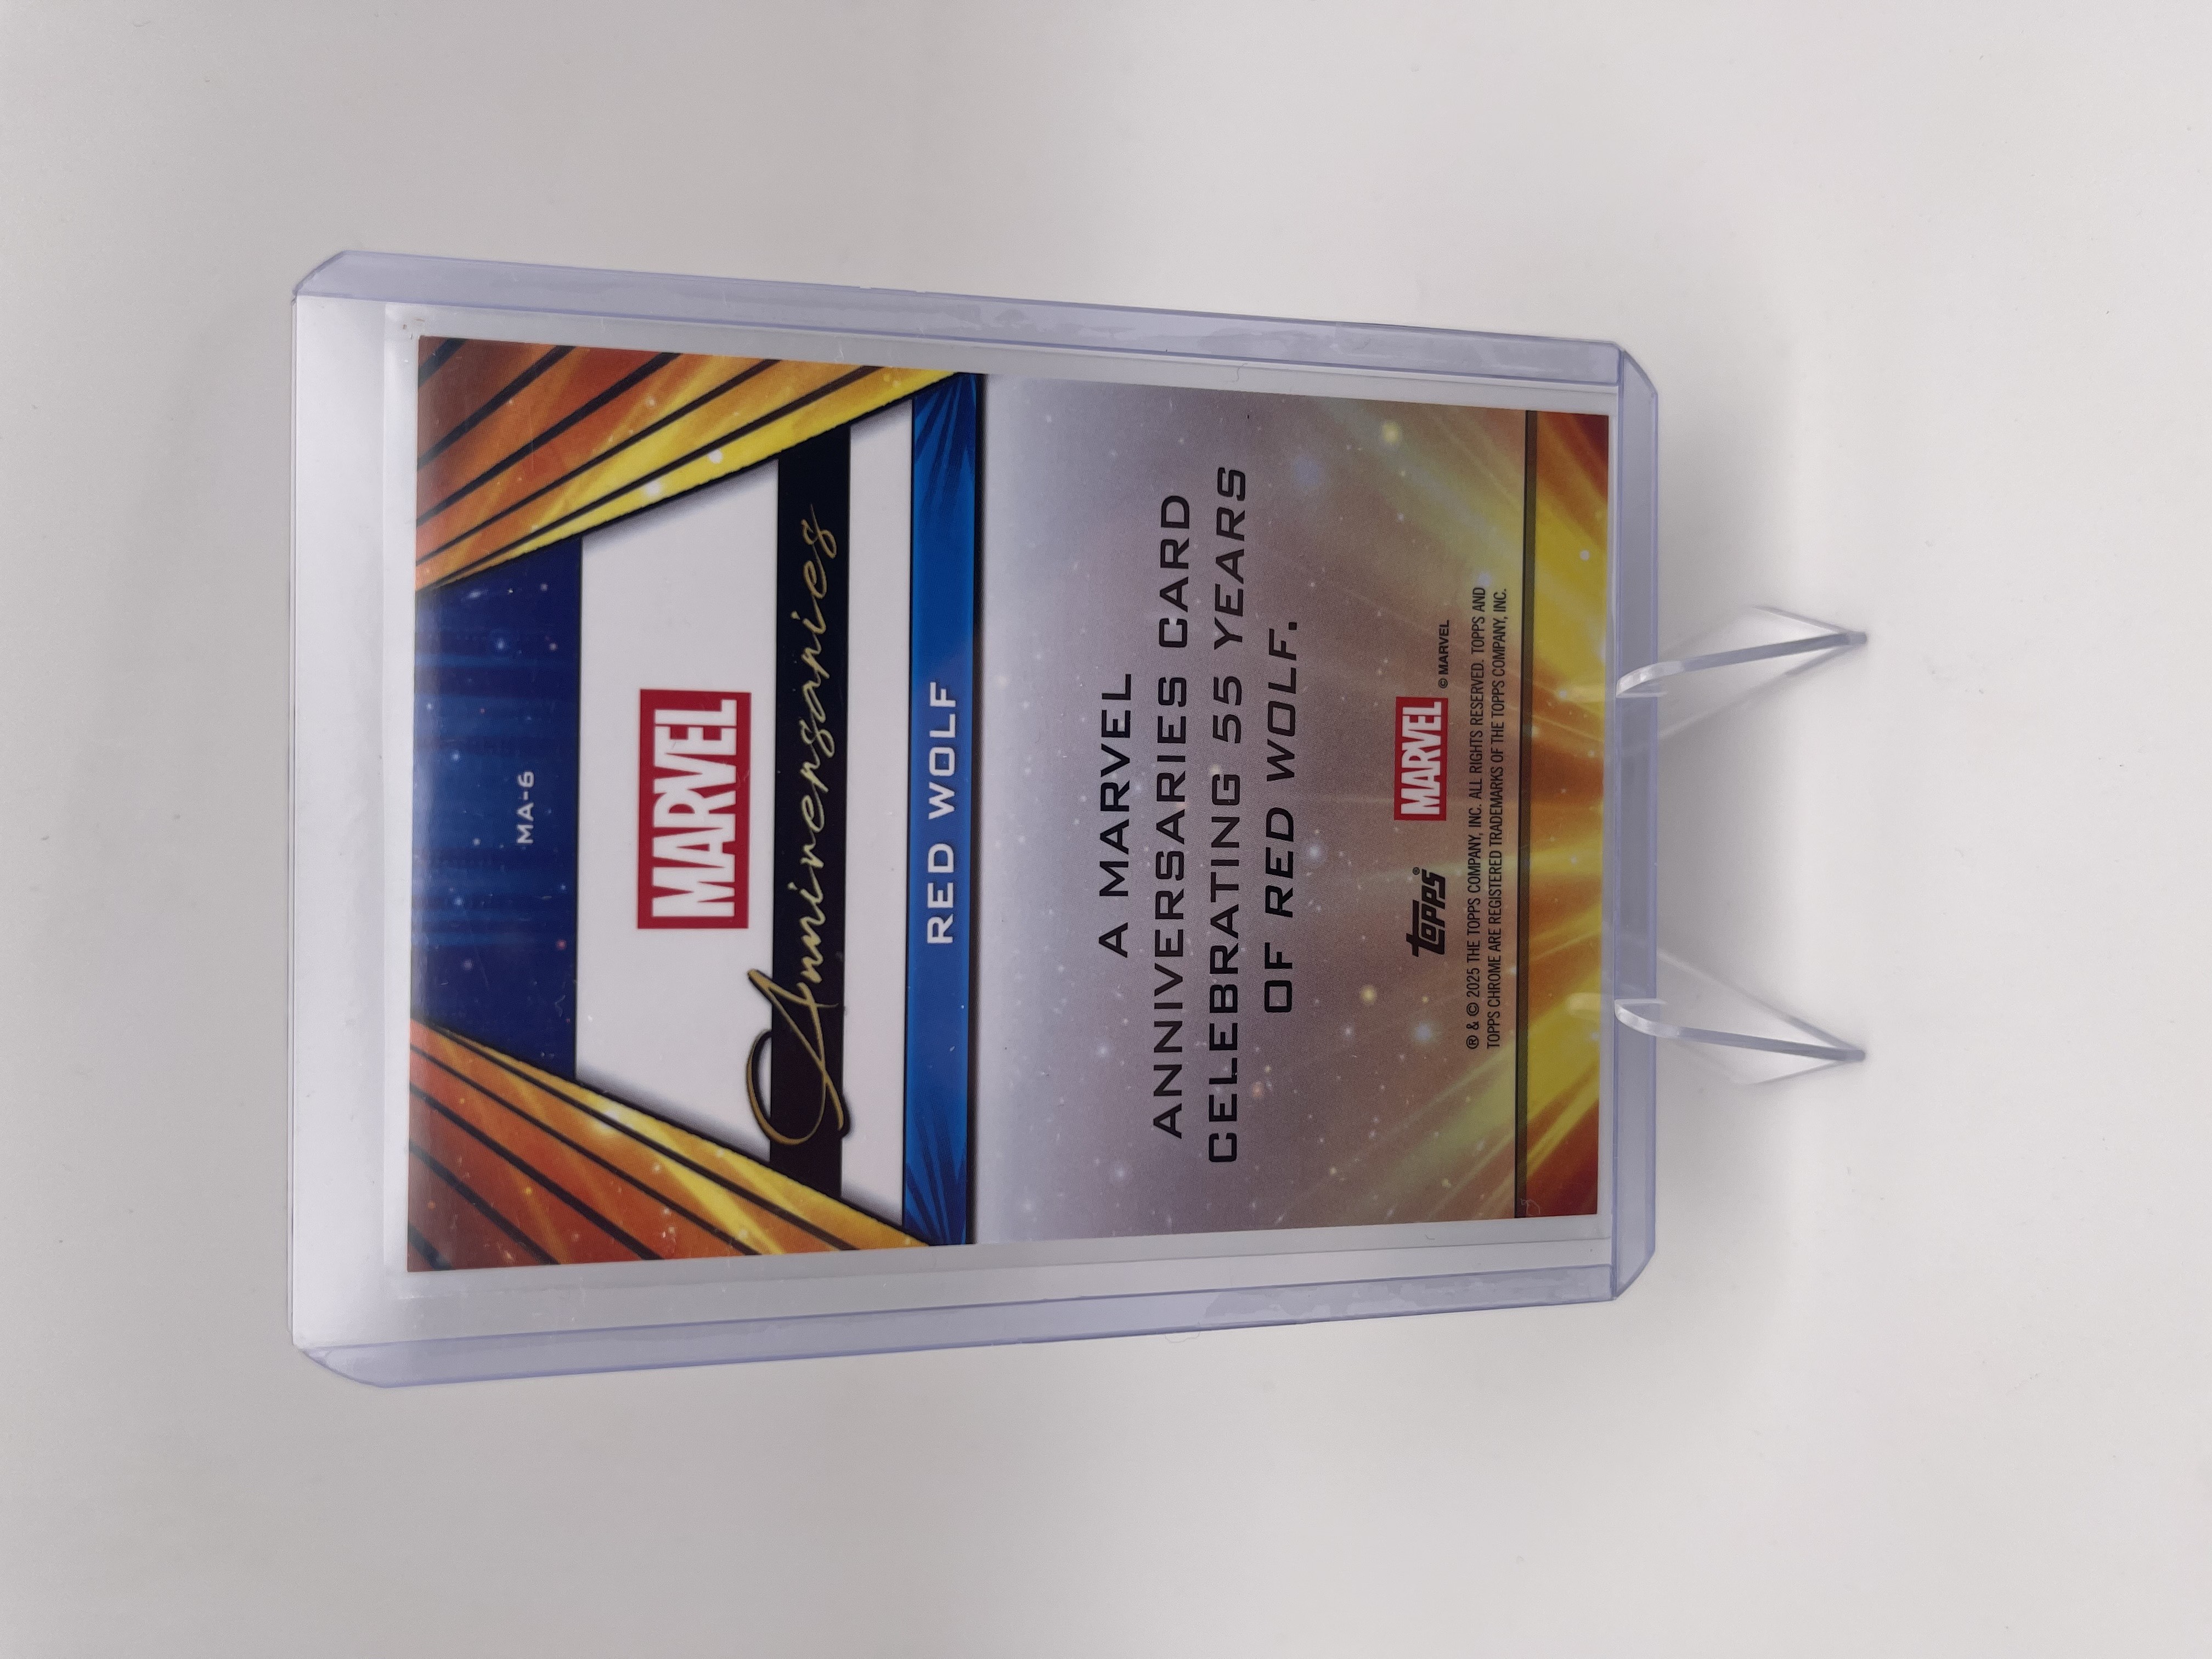 MA-6
MARVEL
Anniversaries
RED WOLF
A MARVEL
ANNIVERSARIES CARD
CELEBRATING 55 YEARS
OF RED WOLF.
topps®
MARVEL
© MARVEL
® & © 2025 THE TOPPS COMPANY, INC. ALL RIGHTS RESERVED. TOPPS AND
TOPPS CHROME ARE REGISTERED TRADEMARKS OF THE TOPPS COMPANY, INC.